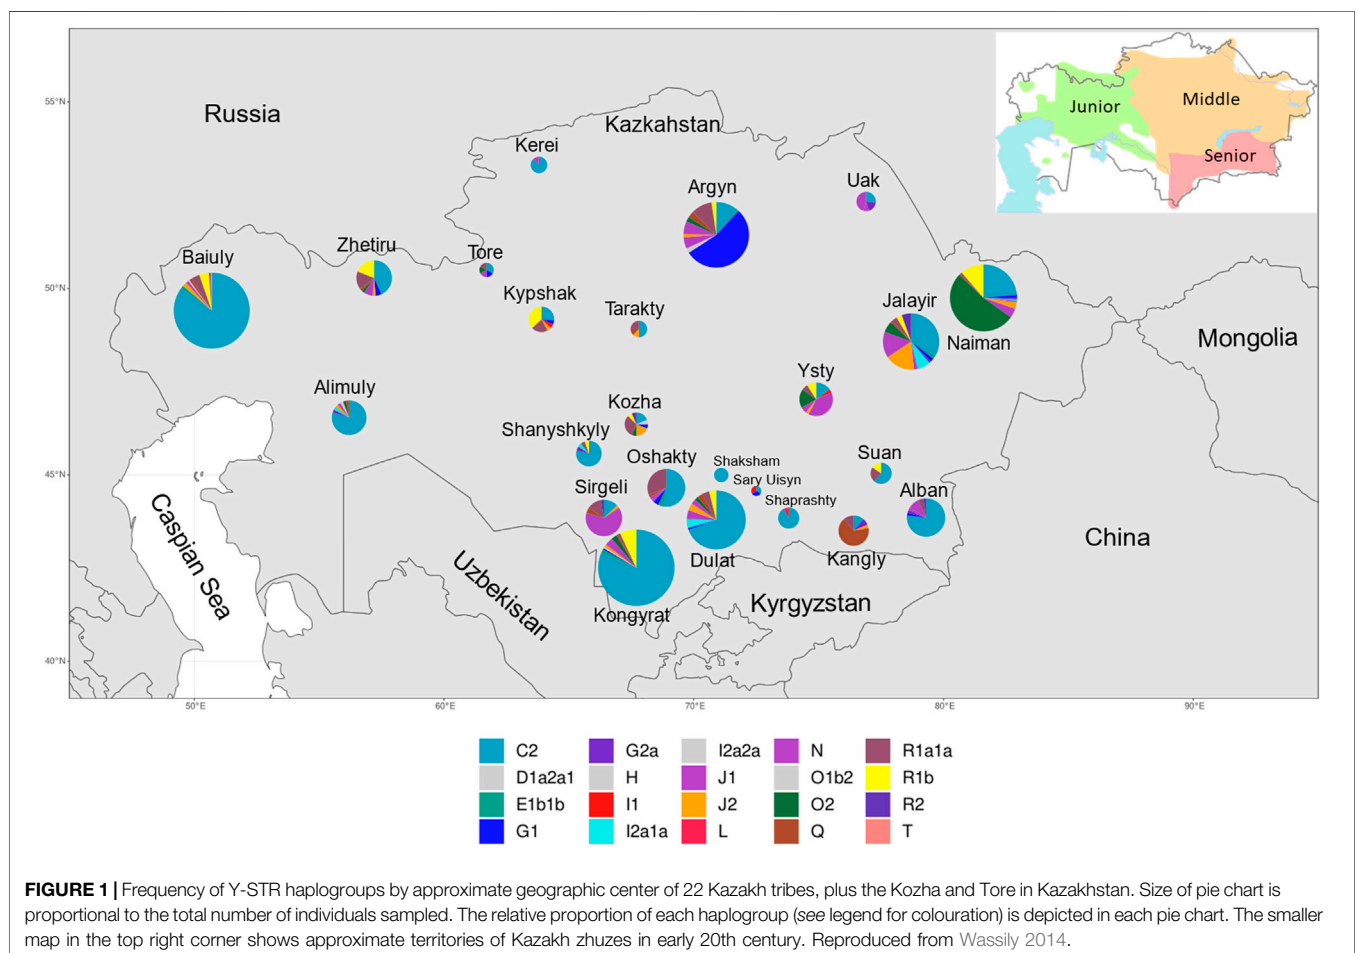 55°N
50°N
45°N
40°N
50°E
60°E
70°E
80°E
90°E
Russia
Kazkahstan
Mongolia
China
Kyrgyzstan
Uzbekistan
Caspian Sea
Junior
Middle
Senior
Kerei
Argyn
Uak
Baiuly
Zhetiru
Tore
Kypshak
Tarakty
Jalayir
Naiman
Alimuly
Ysty
Kozha
Shanyshkyly
Oshakty
Shaksham
Sary Uisyn
Shaprashty
Suan
Alban
Sirgeli
Dulat
Kangly
Kongyrat
C2
G2a
I2a2a
N
R1a1a
D1a2a1
H
J1
O1b2
R1b
E1b1b
I1
J2
O2
R2
G1
I2a1a
L
Q
T
FIGURE 1 | Frequency of Y-STR haplogroups by approximate geographic center of 22 Kazakh tribes, plus the Kozha and Tore in Kazakhstan. Size of pie chart is
proportional to the total number of individuals sampled. The relative proportion of each haplogroup (see legend for colouration) is depicted in each pie chart. The smaller
map in the top right corner shows approximate territories of Kazakh zhuzes in early 20th century. Reproduced from Wassily 2014.